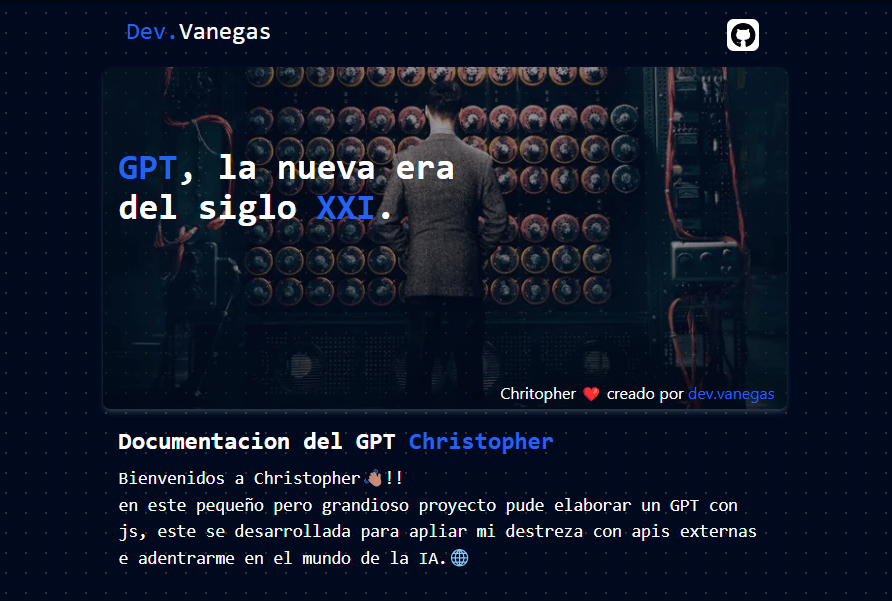 Dev.Vanegas
GPT, la nueva era
del siglo XXI.
Chritopher ❤️ creado por dev.vanegas
Documentacion del GPT Christopher
Bienvenidos a Christopher👋🏽!!
en este pequeño pero grandioso proyecto pude elaborar un GPT con
js, este se desarrollada para apliar mi destreza con apis externas
e adentrarme en el mundo de la IA.🌐